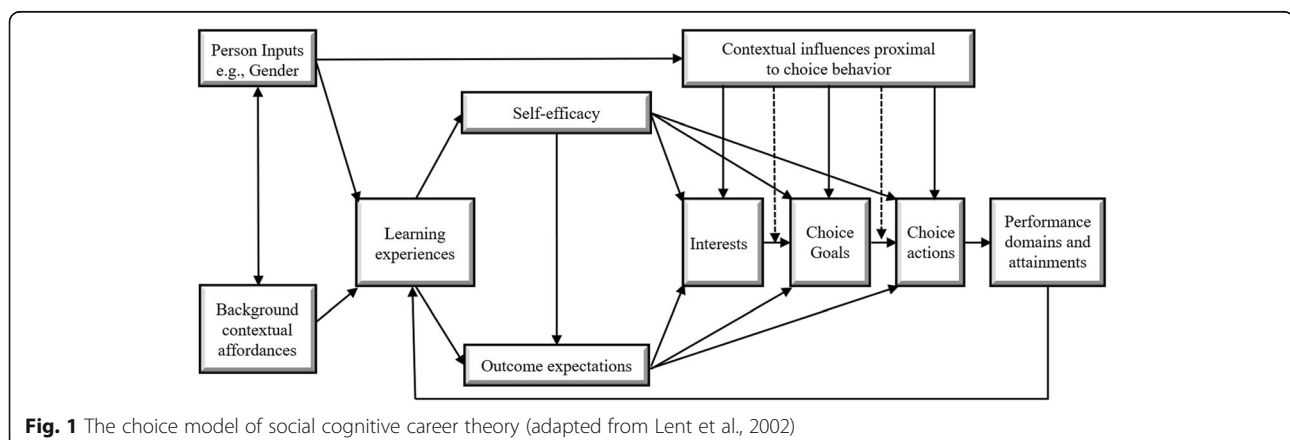 Person Inputs
e.g., Gender
Contextual influences proximal
to choice behavior
Self-efficacy
Learning
experiences
Interests
Choice
Goals
Choice
actions
Performance
domains and
attainments
Background
contextual
affordances
Outcome expectations
Fig. 1 The choice model of social cognitive career theory (adapted from Lent et al., 2002)